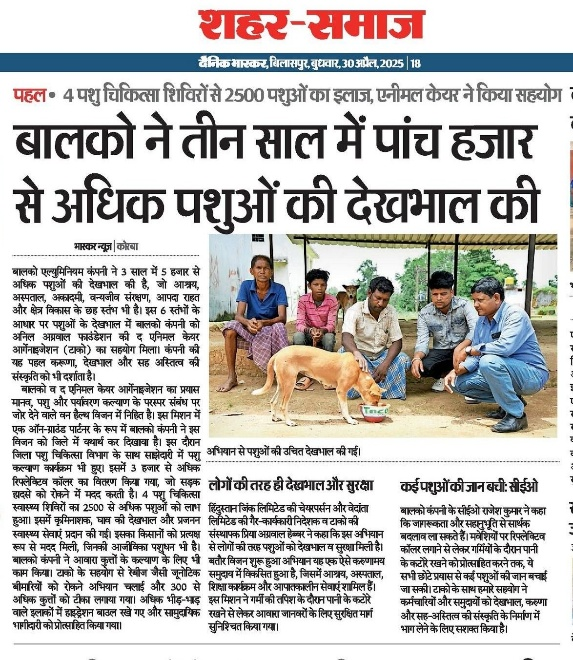 शहर-समाज
दैनिक भास्कर, बिलासपुर, बुधवार, 30 अप्रैल, 2025 | 18
पहल • 4 पशु चिकित्सा शिविरों से 2500 पशुओं का इलाज, एनीमल केयर ने किया सहयोग
बालको ने तीन साल में पांच हजार
से अधिक पशुओं की देखभाल की
भास्कर न्यूज | कोरबा
बालको एल्युमिनियम कंपनी ने 3 साल में 5 हजार से
अधिक पशुओं की देखभाल की है, जो आश्रय,
अस्पताल, अकादमी, वन्यजीव संरक्षण, आपदा राहत
और क्षेत्र विकास के छह स्तंभ भी है। इस 6 स्तंभों के
आधार पर पशुओं के देखभाल में बालको कंपनी को
अनिल अग्रवाल फाउंडेशन की द एनिमल केयर
आर्गेनाइजेशन (टाको) का सहयोग मिला। कंपनी की
यह पहल करूणा, देखभाल और सह अस्तित्व की
संस्कृति को भी दर्शाता है।
बालको व द एनिमल केयर आर्गेनाइजेशन का प्रयास
मानव, पशु और पर्यावरण कल्याण के परस्पर संबंध पर
जोर देने वाले वन हैल्थ विजन में निहित है। इस मिशन में
एक ऑन-ग्राउंड पार्टनर के रूप में बालको कंपनी ने इस
विजन को जिले में यथार्थ कर दिखाया है। इस दौरान
जिला पशु चिकित्सा विभाग के साथ साझेदारी में पशु
कल्याण कार्यक्रम भी हुए। इसमें 3 हजार से अधिक
रिफ्लेक्टिव कॉलर का वितरण किया गया, जो सड़क
हादसे को रोकने में मदद करती है। 4 पशु चिकित्सा
स्वास्थ्य शिविरों का 2500 से अधिक पशुओं को लाभ
हुआ। इसमें कृमिनाशक, घाव की देखभाल और प्रजनन
स्वास्थ्य सेवाएं प्रदान की गई। इसका किसानों को प्रत्यक्ष
रूप से मदद मिली, जिनकी आजीविका पशुधन भी है।
बालको कंपनी ने आवारा कुत्तों के कल्याण के लिए भी
काम किया। टाको के सहयोग से रेबीज जैसी जूनोटिक
बीमारियों को रोकने अभियान चलाई और 300 से
अधिक कुत्तों को टीका लगाया गया। अधिक भीड़-भाड़
वाले इलाकों में हाइड्रेशन बाउल रखे गए और सामुदायिक
भागीदारी को प्रोत्साहित किया गया।
TACO
अभियान से पशुओं की उचित देखभाल की गई।
लोगों की तरह ही देखभाल और सुरक्षा
हिंदुस्तान जिंक लिमिटेड की चेयरपर्सन और वेदांता
लिमिटेड की गैर-कार्यकारी निदेशक व टाको की
संस्थापक प्रिया अग्रवाल हेब्बर ने कहा कि इस अभियान
से लोगों की तरह पशुओं को देखभाल व सुरक्षा मिली है।
बतौर विजन शुरू हुआ अभियान यह एक ऐसे करुणामय
समुदाय में विकसित हुआ है, जिसमें आश्रय, अस्पताल,
शिक्षा कार्यक्रम और आपातकालीन सेवाएं शामिल हैं।
इस मिशन ने गर्मी की तपिश के दौरान पानी के कटोरे
रखने से लेकर आवारा जानवरों के लिए सुरक्षित मार्ग
सुनिश्चित किया गया।
कई पशुओं की जान बची: सीईओ
बालको कंपनी के सीईओ राजेश कुमार ने कहा
कि जागरूकता और सहानुभूति से सार्थक
बदलाव ला सकते हैं। मवेशियों पर रिफ्लेक्टिव
कॉलर लगाने से लेकर गर्मियों के दौरान पानी
के कटोरे रखने को प्रोत्साहित करने तक, ये
सभी छोटे प्रयास से कई पशुओं की जान बचाई
जा सकी। टाको के साथ हमारे सहयोग ने
कर्मचारियों और समुदायों को देखभाल, करुणा
और सह-अस्तित्व की संस्कृति के निर्माण में
भाग लेने के लिए सशक्त किया है।